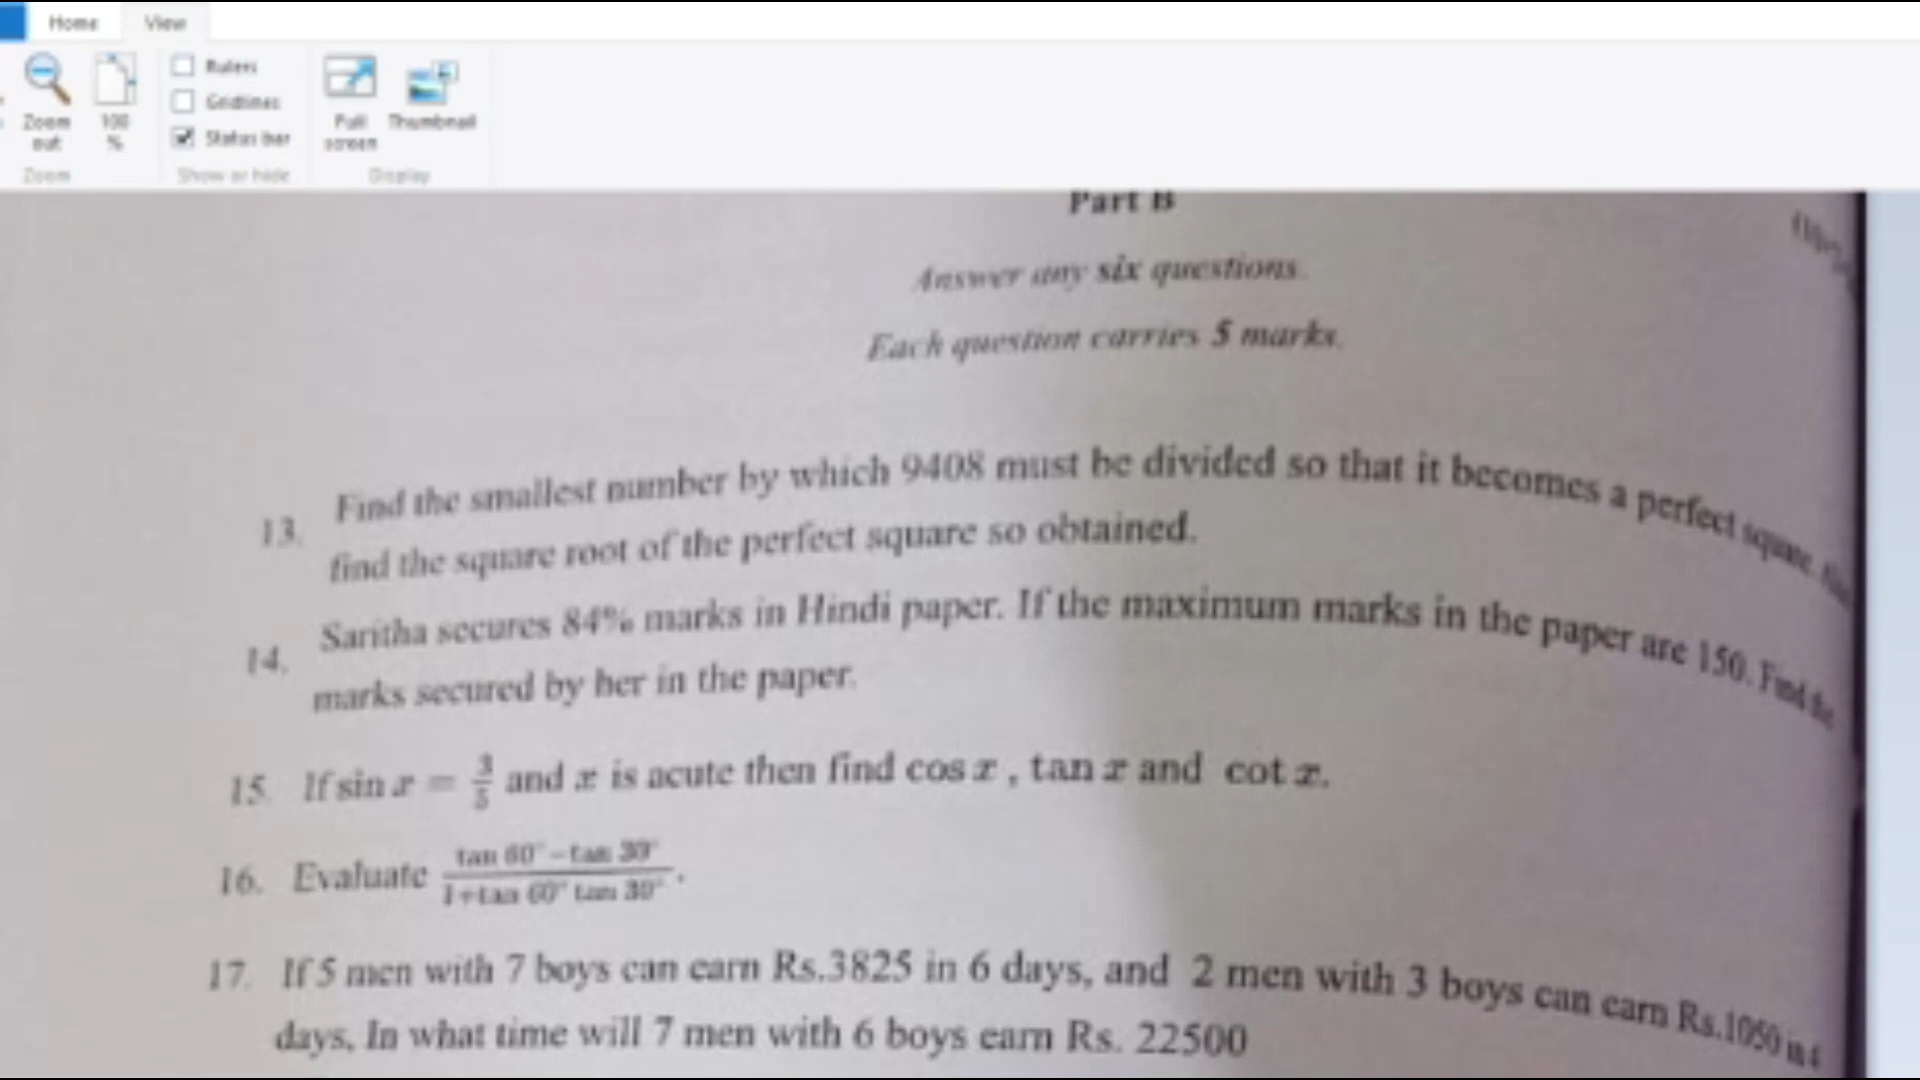 Home View
Rulers
Gridlines
Zoom out 100 % Status bar Full screen Thumbnail
Zoom Show or hide Display
Part B
Answer any six questions.
Each question carries 5 marks.
13. Find the smallest number by which 9408 must be divided so that it becomes a perfect square.
find the square root of the perfect square so obtained.
14. Saritha secures 84% marks in Hindi paper. If the maximum marks in the paper are 150. Find the
marks secured by her in the paper.
15. If sin x = 3/5 and x is acute then find cos x , tan x and cot x.
16. Evaluate (tan 60° − tan 30°)/(1+tan 60° tan 30°).
17. If 5 men with 7 boys can earn Rs.3825 in 6 days, and 2 men with 3 boys can earn Rs.1050 in 4
days, In what time will 7 men with 6 boys earn Rs. 22500